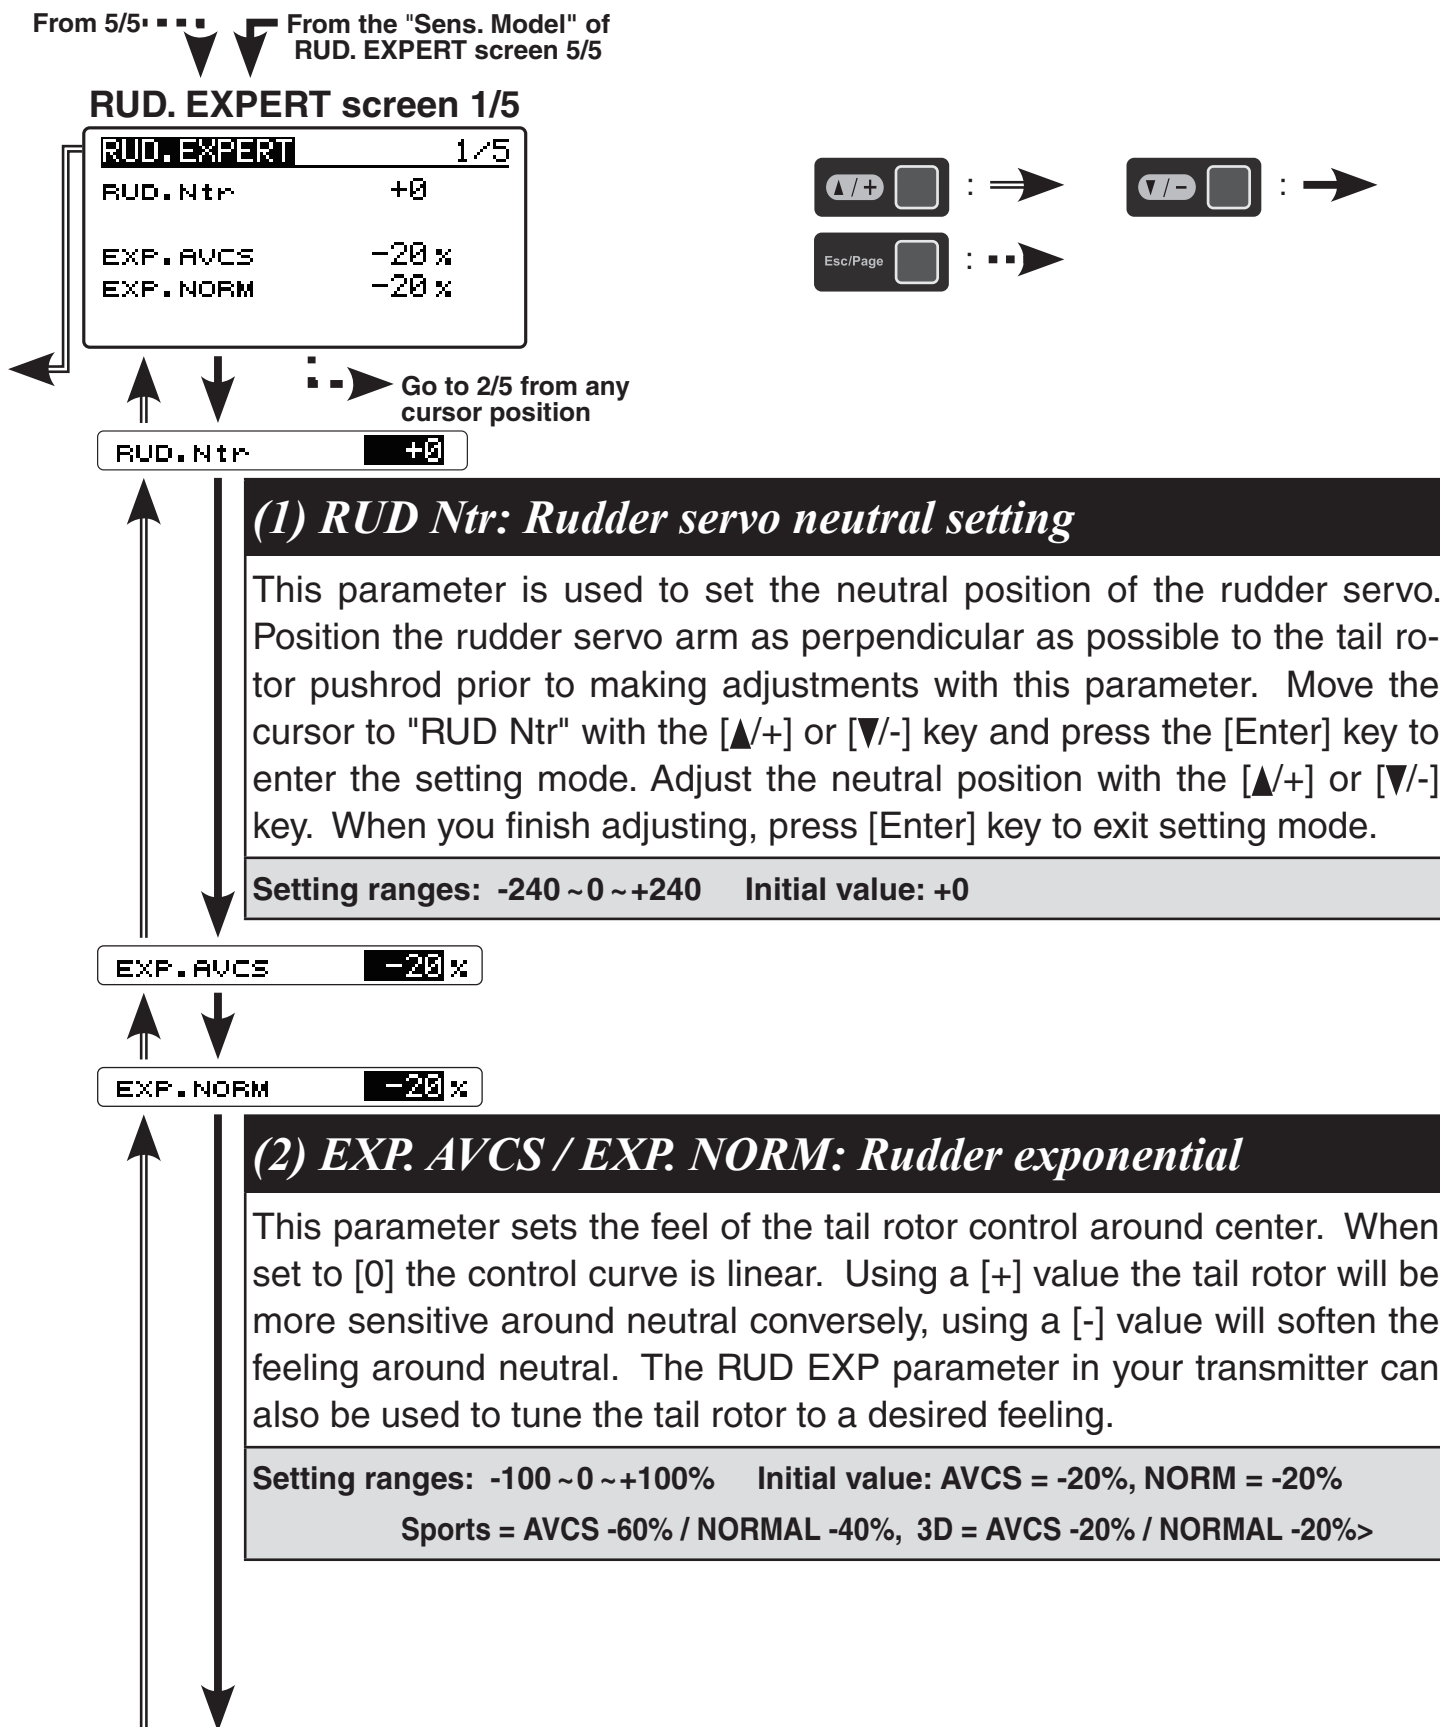 From 5/5
From the "Sens. Model" of
RUD. EXPERT screen 5/5
RUD. EXPERT screen 1/5
RUD.EXPERT 1/5
RUD.Ntr +0
EXP.AVCS -20%
EXP.NORM -20%
▲/+ : ▼/- :
Esc/Page :
Go to 2/5 from any
cursor position
RUD.Ntr +0
(1) RUD Ntr: Rudder servo neutral setting
This parameter is used to set the neutral position of the rudder servo.
Position the rudder servo arm as perpendicular as possible to the tail ro-
tor pushrod prior to making adjustments with this parameter. Move the
cursor to "RUD Ntr" with the [▲/+] or [▼/-] key and press the [Enter] key to
enter the setting mode. Adjust the neutral position with the [▲/+] or [▼/-]
key. When you finish adjusting, press [Enter] key to exit setting mode.
Setting ranges: -240 ~ 0 ~ +240 Initial value: +0
EXP.AVCS -20%
EXP.NORM -20%
(2) EXP. AVCS / EXP. NORM: Rudder exponential
This parameter sets the feel of the tail rotor control around center. When
set to [0] the control curve is linear. Using a [+] value the tail rotor will be
more sensitive around neutral conversely, using a [-] value will soften the
feeling around neutral. The RUD EXP parameter in your transmitter can
also be used to tune the tail rotor to a desired feeling.
Setting ranges: -100 ~ 0 ~ +100% Initial value: AVCS = -20%, NORM = -20%
Sports = AVCS -60% / NORMAL -40%, 3D = AVCS -20% / NORMAL -20%>